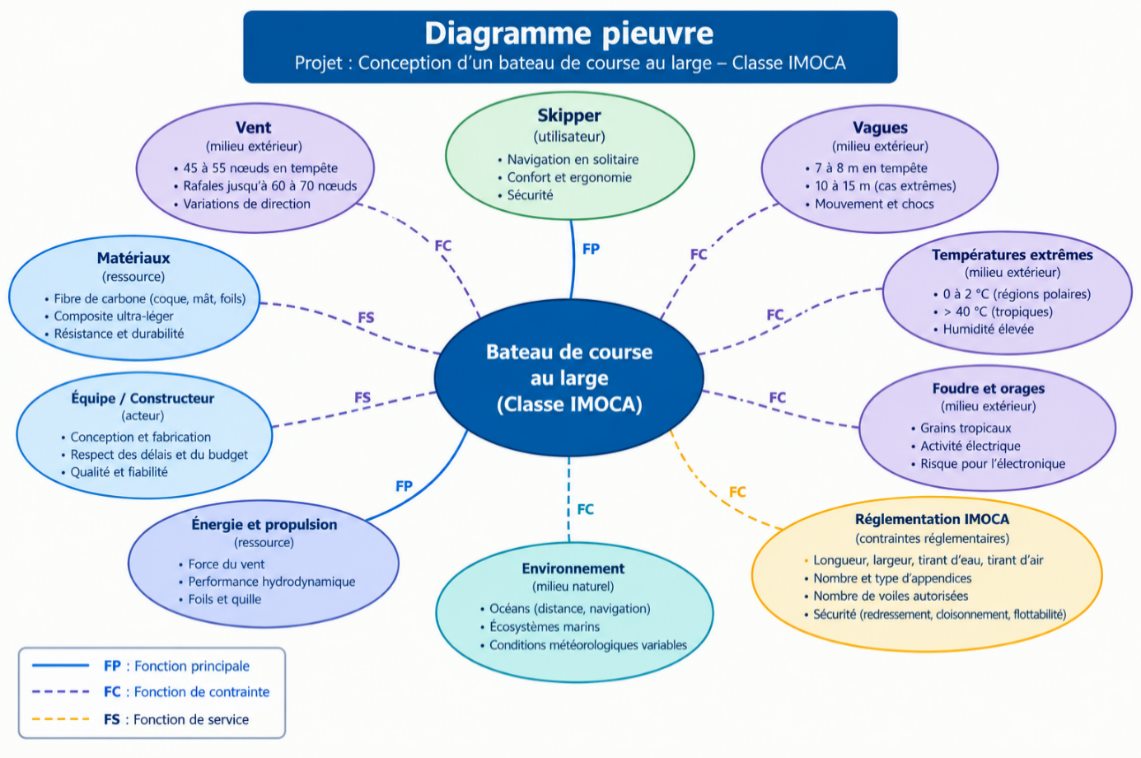 Diagramme pieuvre
Projet : Conception d'un bateau de course au large – Classe IMOCA
Vent
(milieu extérieur)
• 45 à 55 nœuds en tempête
• Rafales jusqu'à 60 à 70 nœuds
• Variations de direction
Skipper
(utilisateur)
• Navigation en solitaire
• Confort et ergonomie
• Sécurité
Vagues
(milieu extérieur)
• 7 à 8 m en tempête
• 10 à 15 m (cas extrêmes)
• Mouvement et chocs
FC
FP
FC
Matériaux
(ressource)
• Fibre de carbone (coque, mât, foils)
• Composite ultra-léger
• Résistance et durabilité
FS
Températures extrêmes
(milieu extérieur)
• 0 à 2 °C (régions polaires)
• > 40 °C (tropiques)
• Humidité élevée
FC
Bateau de course
au large
(Classe IMOCA)
Équipe / Constructeur
(acteur)
• Conception et fabrication
• Respect des délais et du budget
• Qualité et fiabilité
FS
Foudre et orages
(milieu extérieur)
• Grains tropicaux
• Activité électrique
• Risque pour l'électronique
FC
Énergie et propulsion
(ressource)
• Force du vent
• Performance hydrodynamique
• Foils et quille
FP
Environnement
(milieu naturel)
• Océans (distance, navigation)
• Écosystèmes marins
• Conditions météorologiques variables
FC
Réglementation IMOCA
(contraintes réglementaires)
• Longueur, largeur, tirant d'eau, tirant d'air
• Nombre et type d'appendices
• Nombre de voiles autorisées
• Sécurité (redressement, cloisonnement, flottabilité)
FC
FP : Fonction principale
FC : Fonction de contrainte
FS : Fonction de service